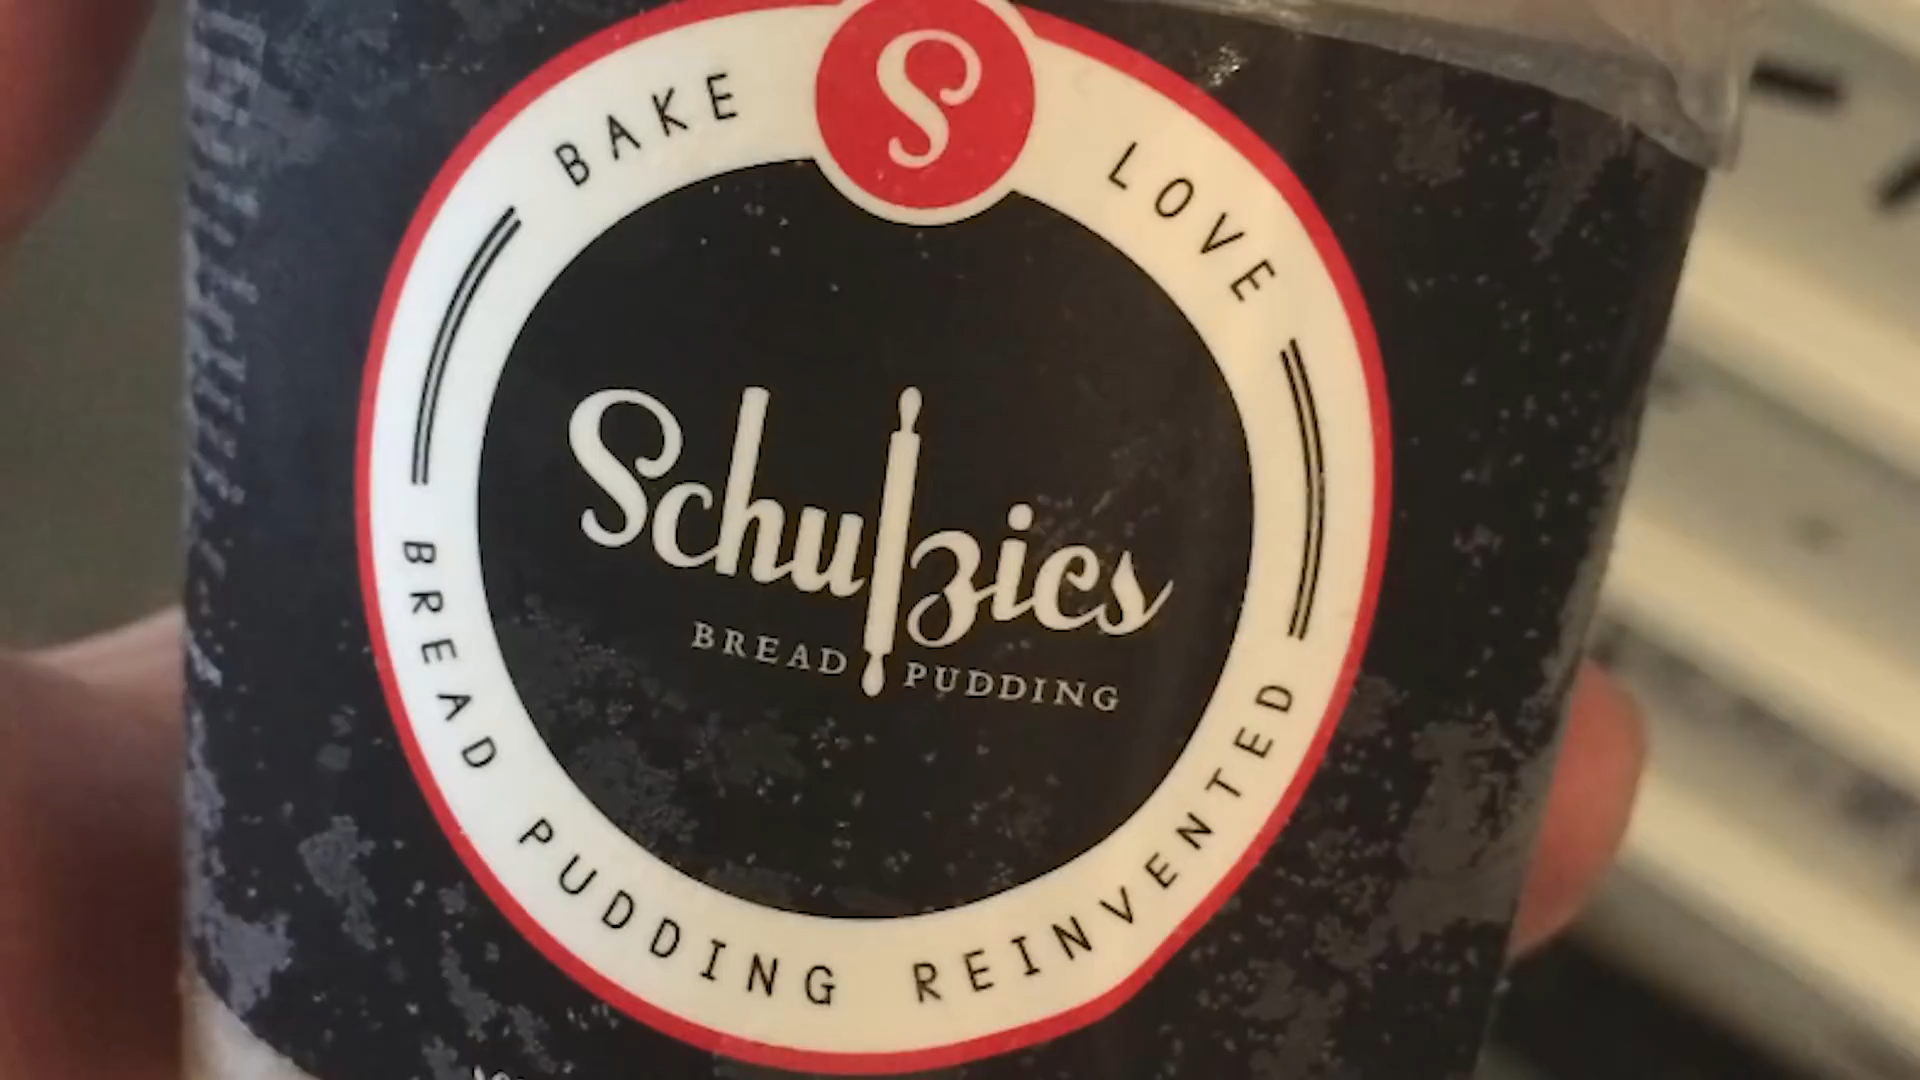 S
BAKE LOVE
Schulzies
BREAD PUDDING
BREAD PUDDING REINVENTED